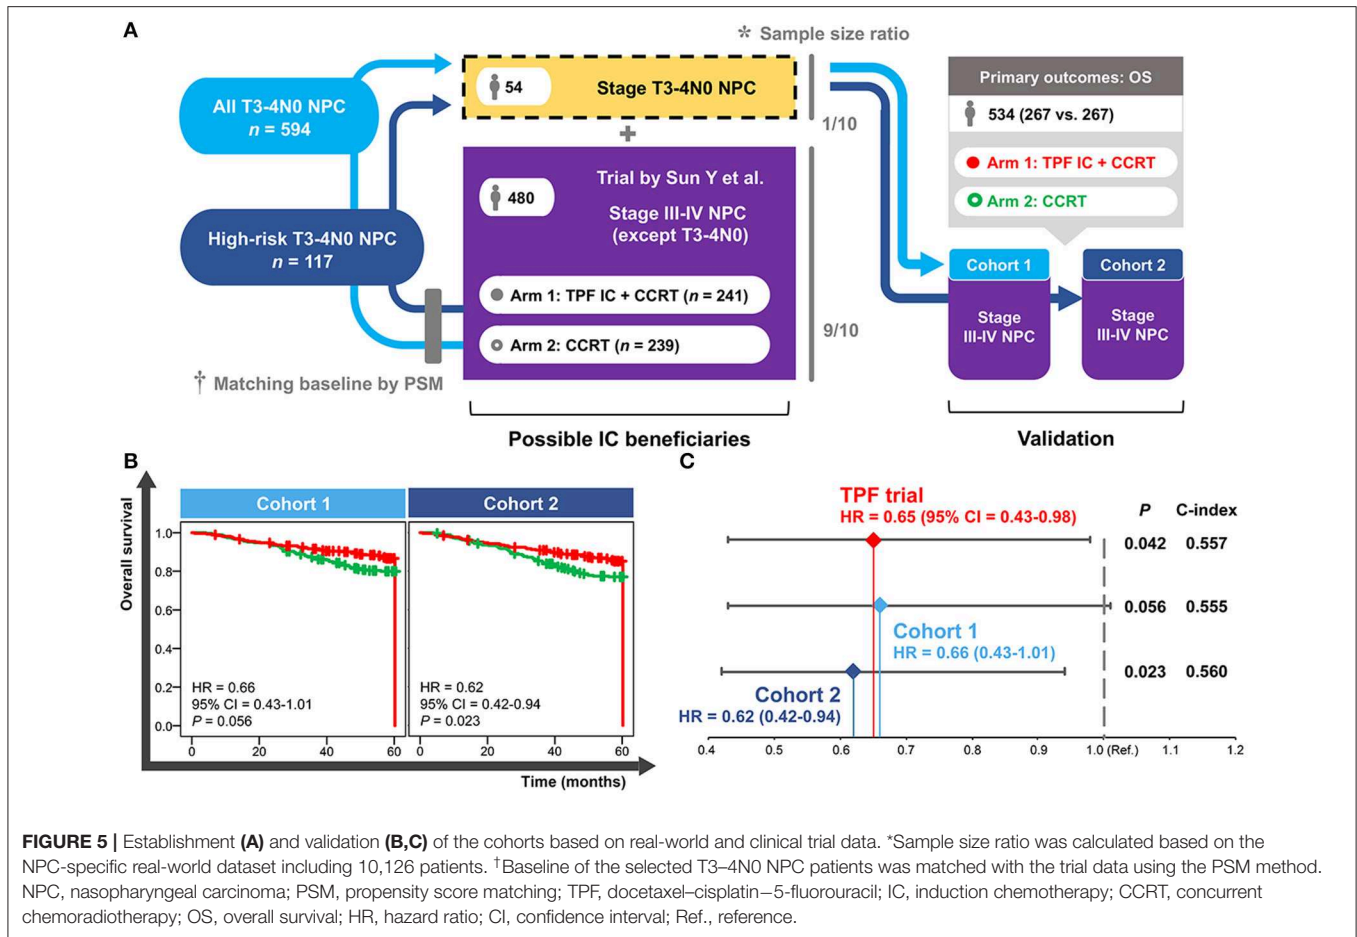 A
* Sample size ratio
All T3-4N0 NPC
n = 594
54
Stage T3-4N0 NPC
1/10
+
High-risk T3-4N0 NPC
n = 117
480
Trial by Sun Y et al.
Stage III-IV NPC
(except T3-4N0)
Arm 1: TPF IC + CCRT (n = 241)
Arm 2: CCRT (n = 239)
9/10
† Matching baseline by PSM
Possible IC beneficiaries
Primary outcomes: OS
534 (267 vs. 267)
Arm 1: TPF IC + CCRT
Arm 2: CCRT
Cohort 1
Stage
III-IV NPC
Cohort 2
Stage
III-IV NPC
Validation
B
Overall survival
Cohort 1
Cohort 2
1.0
0.8
0.6
0.4
0.2
0.0
HR = 0.66
95% CI = 0.43-1.01
P = 0.056
HR = 0.62
95% CI = 0.42-0.94
P = 0.023
0 20 40 60
0 20 40 60
Time (months)
C
TPF trial
HR = 0.65 (95% CI = 0.43-0.98)
P C-index
0.042 0.557
0.056 0.555
Cohort 1
HR = 0.66 (0.43-1.01)
0.023 0.560
Cohort 2
HR = 0.62 (0.42-0.94)
0.4 0.5 0.6 0.7 0.8 0.9 1.0 (Ref.) 1.1 1.2
FIGURE 5 | Establishment (A) and validation (B,C) of the cohorts based on real-world and clinical trial data. *Sample size ratio was calculated based on the
NPC-specific real-world dataset including 10,126 patients. †Baseline of the selected T3–4N0 NPC patients was matched with the trial data using the PSM method.
NPC, nasopharyngeal carcinoma; PSM, propensity score matching; TPF, docetaxel–cisplatin–5-fluorouracil; IC, induction chemotherapy; CCRT, concurrent
chemoradiotherapy; OS, overall survival; HR, hazard ratio; CI, confidence interval; Ref., reference.